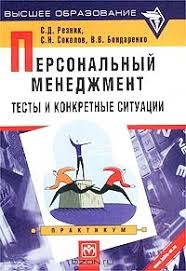 ВЫСШЕЕ ОБРАЗОВАНИЕ
С.Д. Резник,
С.Н. Соколов, В.В. Бондаренко
ПЕРСОНАЛЬНЫЙ
МЕНЕДЖМЕНТ
ТЕСТЫ И КОНКРЕТНЫЕ СИТУАЦИИ
ПРАКТИКУМ